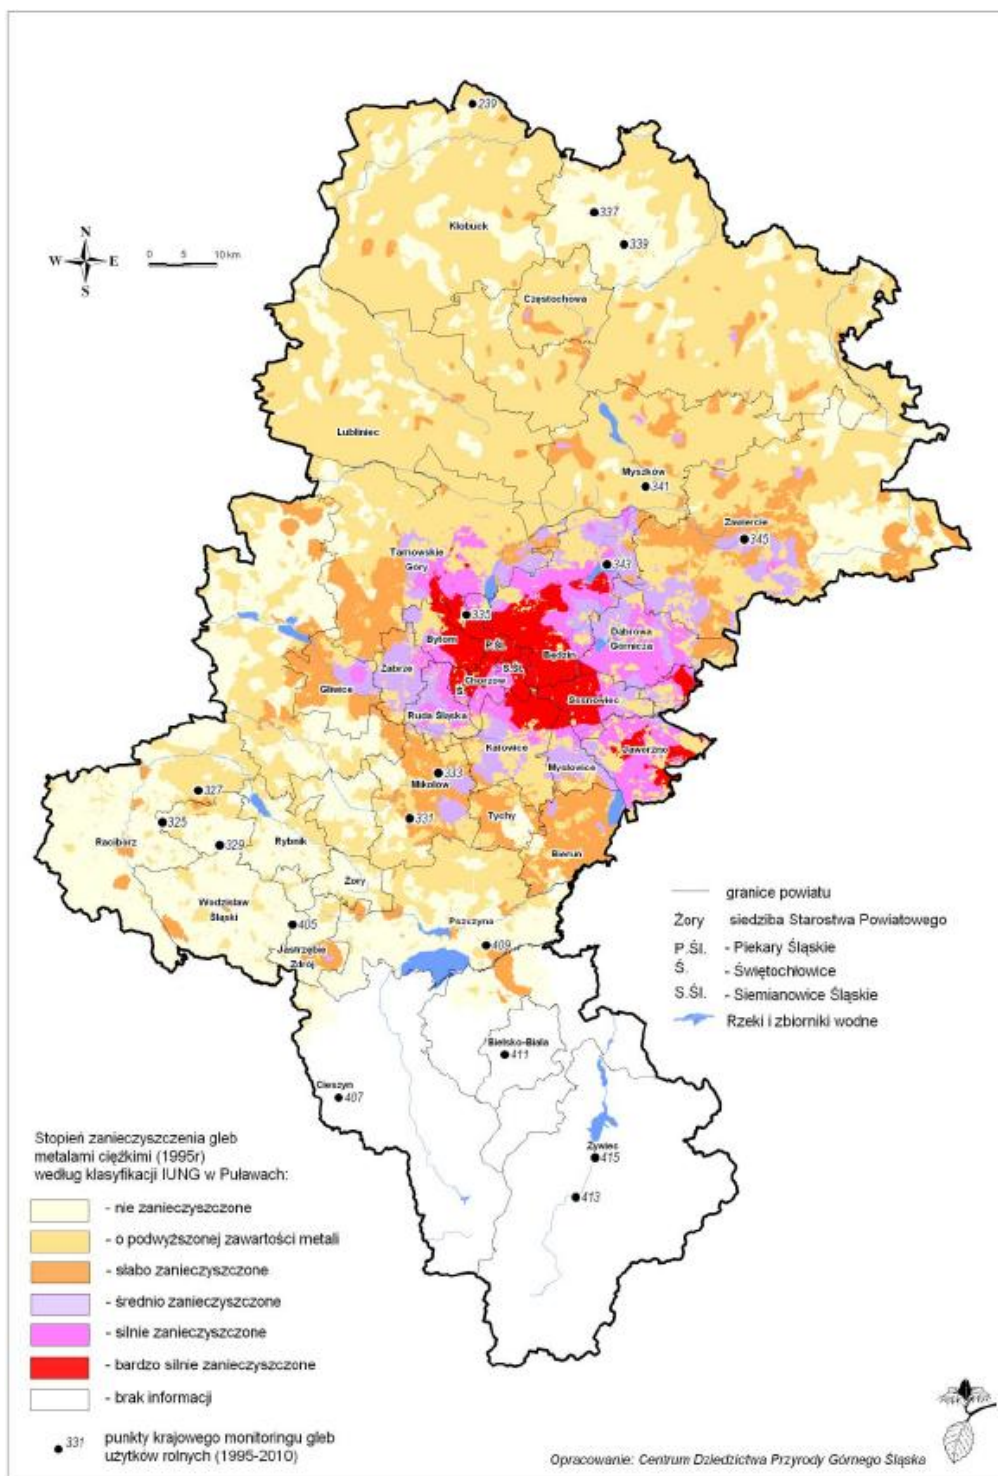 239
337
339
Kłobuck
N
W E
S
0 5 10 km
Częstochowa
Lubliniec
Myszków
341
Zawiercie
345
Tarnowskie
Góry
343
335
Bytom
P.Śl.
Będzin
Dąbrowa
Górnicza
Zabrze
S.Śl.
Chorzów
Ś.
Gliwice
Sosnowiec
Ruda Śląska
Katowice
Jaworzno
Mysłowice
333
Mikołów
327
331
Tychy
325
Racibórz
329
Rybnik
Bieruń
Żory
Wodzisław
Śląski
405
Pszczyna
409
Jastrzębie
Zdrój
granice powiatu
Żory siedziba Starostwa Powiatowego
P.Śl. - Piekary Śląskie
Ś. - Świętochłowice
S.Śl. - Siemianowice Śląskie
Rzeki i zbiorniki wodne
Bielsko-Biala
411
Cieszyn
407
Żywiec
415
413
Stopień zanieczyszczenia gleb
metalami ciężkimi (1995r)
według klasyfikacji IUNG w Puławach:
- nie zanieczyszczone
- o podwyższonej zawartości metali
- słabo zanieczyszczone
- średnio zanieczyszczone
- silnie zanieczyszczone
- bardzo silnie zanieczyszczone
- brak informacji
331 punkty krajowego monitoringu gleb
użytków rolnych (1995-2010)
Opracowanie: Centrum Dziedzictwa Przyrody Górnego Śląska